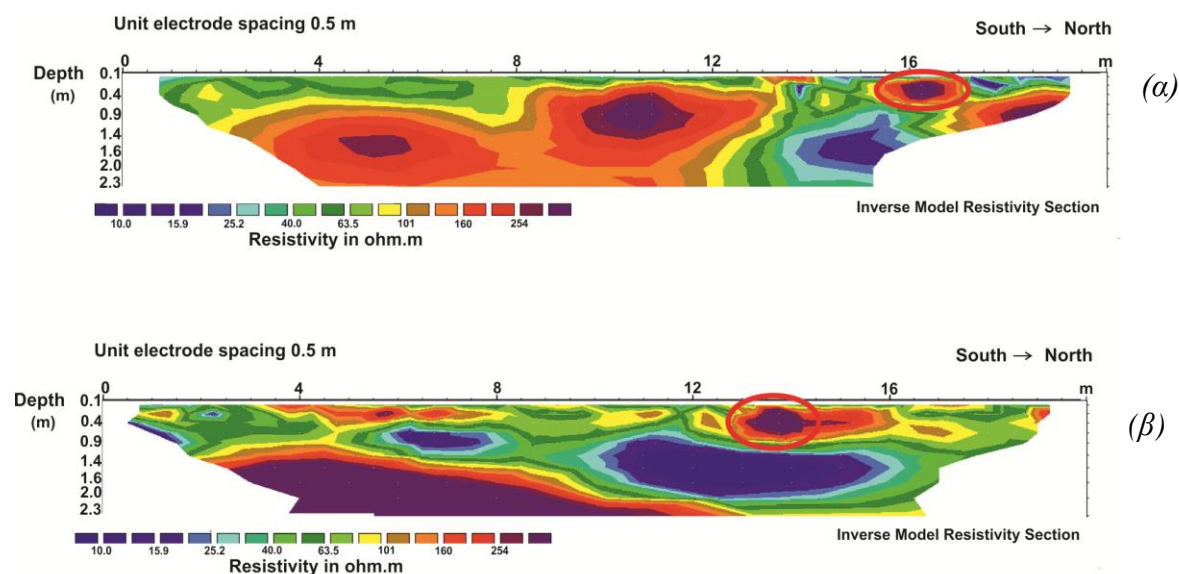 Unit electrode spacing 0.5 m
South → North
0 4 8 12 16 m
Depth
(m)
0.1
0.4
0.9
1.4
1.6
2.0
2.3
(α)
10.0 15.9 25.2 40.0 63.5 101 160 254
Resistivity in ohm.m
Inverse Model Resistivity Section
Unit electrode spacing 0.5 m
South → North
0 4 8 12 16 m
Depth
(m)
0.1
0.4
0.9
1.4
1.6
2.0
2.3
(β)
10.0 15.9 25.2 40.0 63.5 101 160 254
Resistivity in ohm.m
Inverse Model Resistivity Section